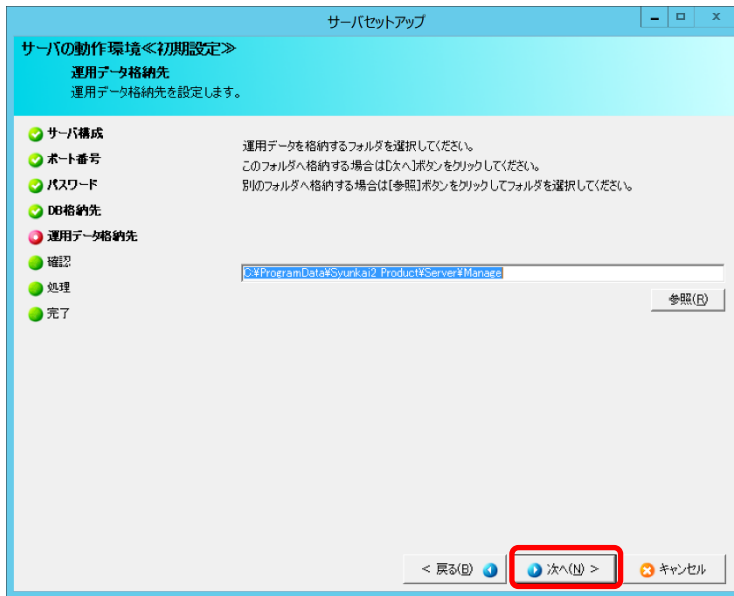 サーバセットアップ
サーバの動作環境≪初期設定≫
運用データ格納先
運用データ格納先を設定します。
サーバ構成
ポート番号
パスワード
DB格納先
運用データ格納先
確認
処理
完了
運用データを格納するフォルダを選択してください。
このフォルダへ格納する場合は[次へ]ボタンをクリックしてください。
別のフォルダへ格納する場合は[参照]ボタンをクリックしてフォルダを選択してください。
C:¥ProgramData¥Syunkai2 Product¥Server¥Manage
参照(R)
< 戻る(B)
次へ(N) >
キャンセル